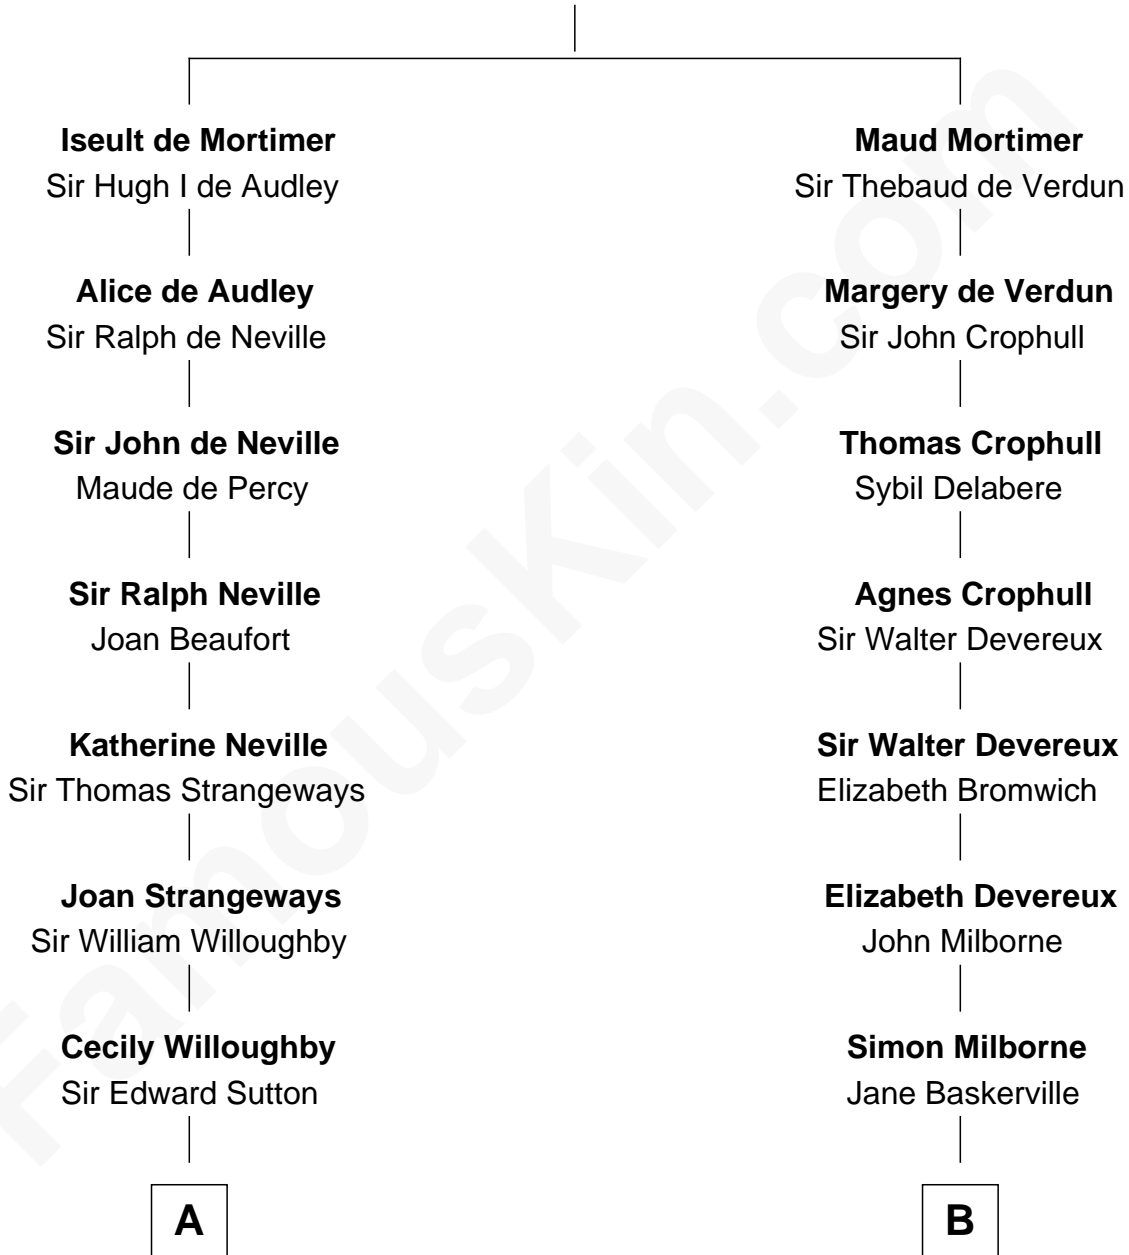 Iseult de Mortimer
Sir Hugh I de Audley
Maud Mortimer
Sir Thebaud de Verdun
Alice de Audley
Sir Ralph de Neville
Margery de Verdun
Sir John Crophull
Sir John de Neville
Maude de Percy
Thomas Crophull
Sybil Delabere
Sir Ralph Neville
Joan Beaufort
Agnes Crophull
Sir Walter Devereux
Katherine Neville
Sir Thomas Strangeways
Sir Walter Devereux
Elizabeth Bromwich
Joan Strangeways
Sir William Willoughby
Elizabeth Devereux
John Milborne
Cecily Willoughby
Sir Edward Sutton
Simon Milborne
Jane Baskerville
A
B
FamousKin.com